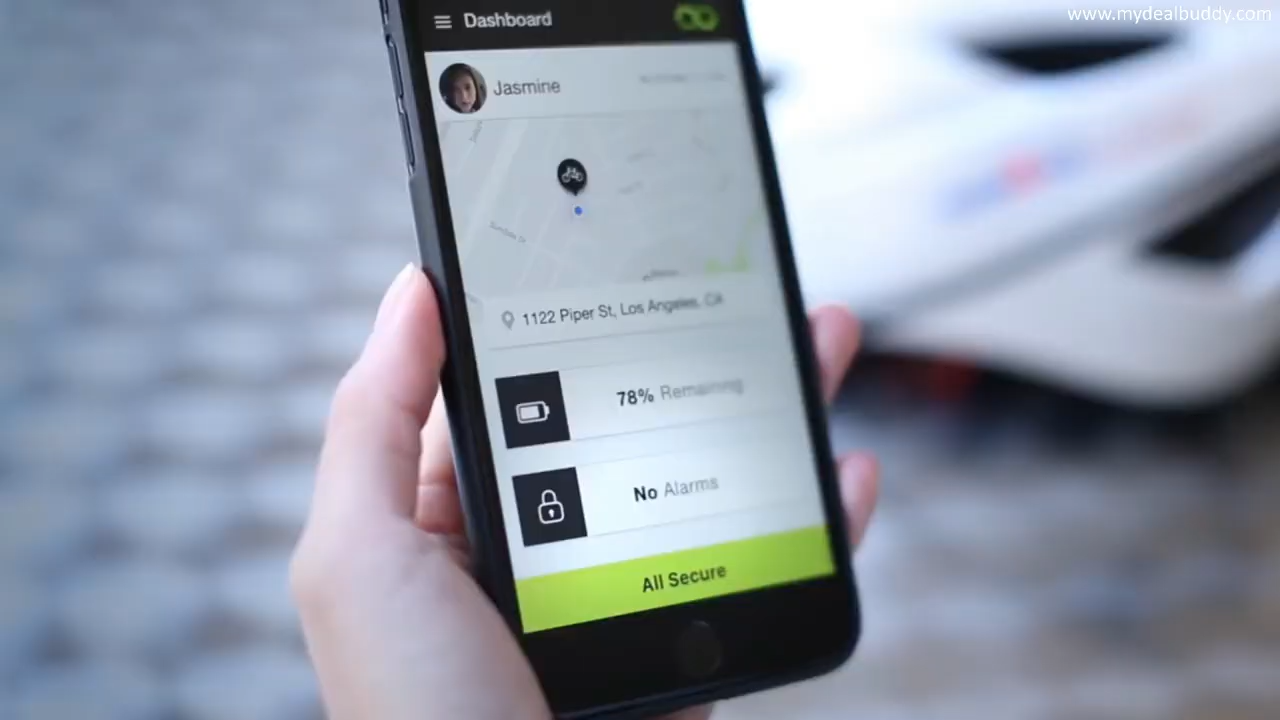 www.mydealbuddy.com
Dashboard
Jasmine
1122 Piper St, Los Angeles, CA
78% Remaining
No Alarms
All Secure